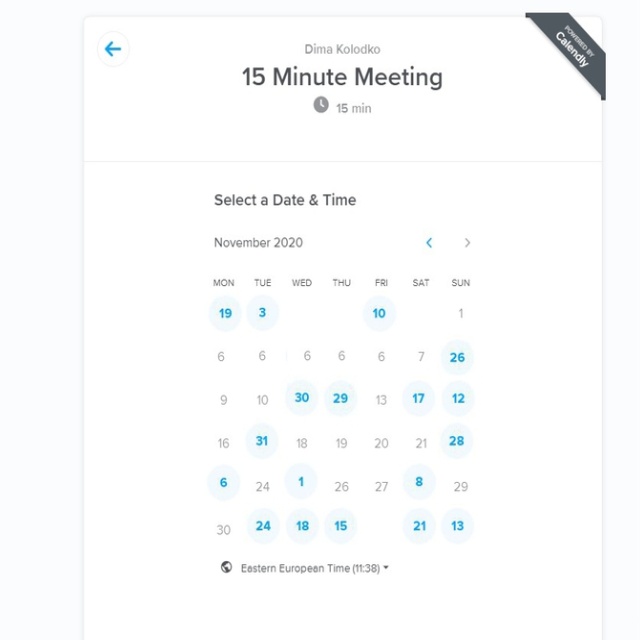 Dima Kolodko
POWERED BY
Calendly
15 Minute Meeting
15 min
Select a Date & Time
November 2020
MON TUE WED THU FRI SAT SUN
19 3 10 1
6 6 6 6 6 7 26
9 10 30 29 13 17 12
16 31 18 19 20 21 28
6 24 1 26 27 8 29
30 24 18 15 21 13
Eastern European Time (11:38)